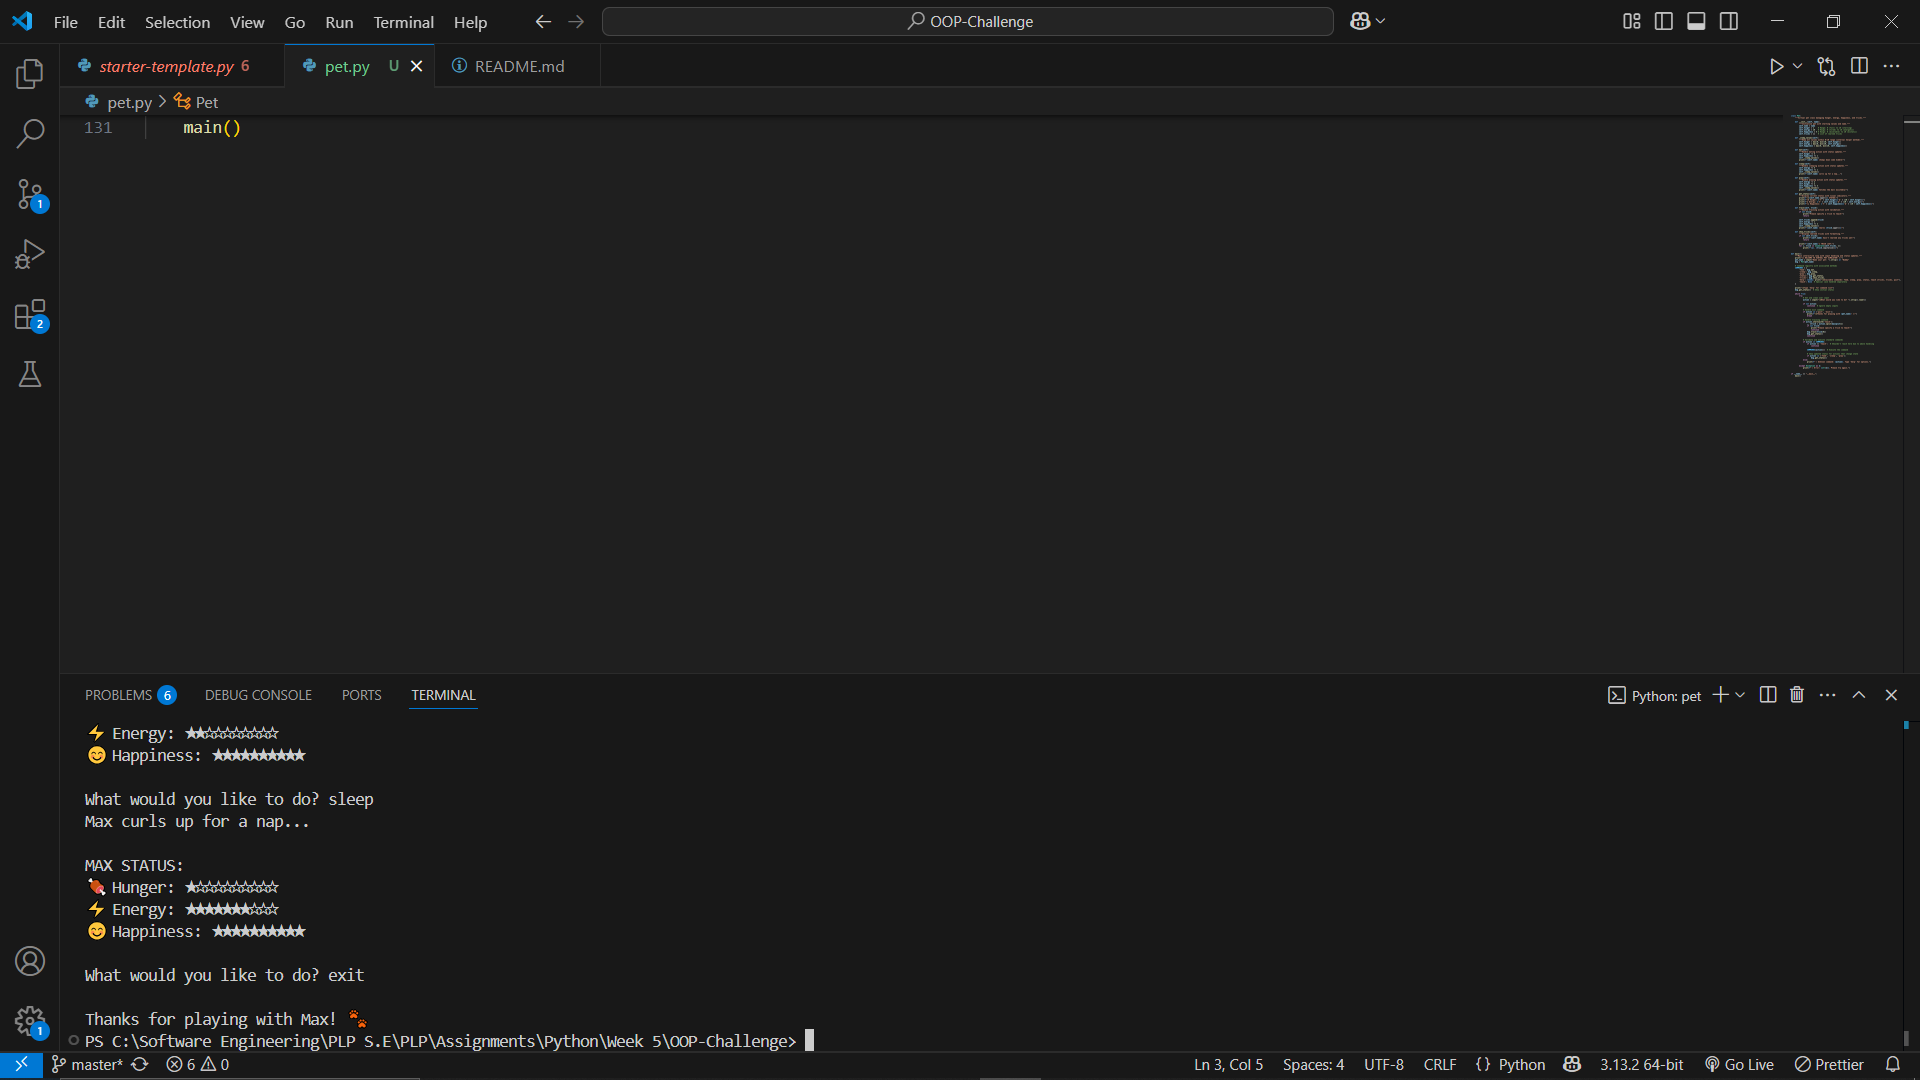 File Edit Selection View Go Run Terminal Help
OOP-Challenge
starter-template.py 6
pet.py U
README.md
pet.py > Pet
131 main()
PROBLEMS 6 DEBUG CONSOLE PORTS TERMINAL
Python: pet
⚡ Energy: ★★☆☆☆☆☆☆☆☆
😊 Happiness: ★★★★★★★★★★
What would you like to do? sleep
Max curls up for a nap...
MAX STATUS:
🍖 Hunger: ★☆☆☆☆☆☆☆☆☆
⚡ Energy: ★★★★★★★☆☆☆
😊 Happiness: ★★★★★★★★★★
What would you like to do? exit
Thanks for playing with Max! 🐾
PS C:\Software Engineering\PLP S.E\PLP\Assignments\Python\Week 5\OOP-Challenge>
1
2
1
master* 6 0
Ln 3, Col 5 Spaces: 4 UTF-8 CRLF {} Python 3.13.2 64-bit Go Live Prettier